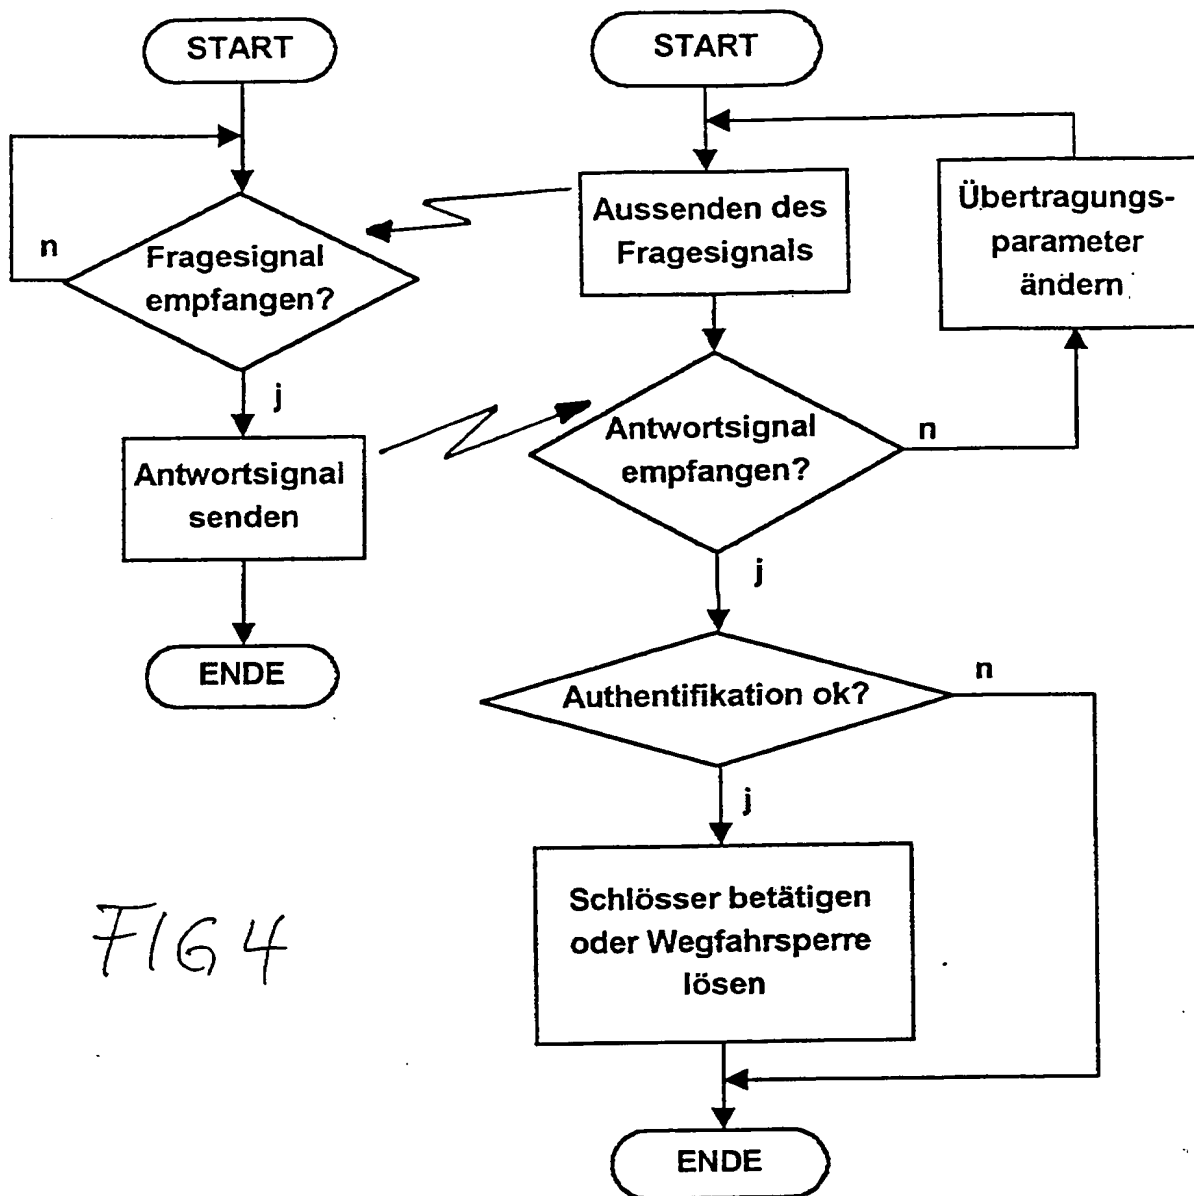 START
n
Fragesignal
empfangen?
j
Antwortsignal
senden
ENDE
START
Aussenden des
Fragesignals
Übertragungs-
parameter
ändern
Antwortsignal
empfangen?
n
j
Authentifikation ok?
n
j
Schlösser betätigen
oder Wegfahrsperre
lösen
ENDE
FIG 4